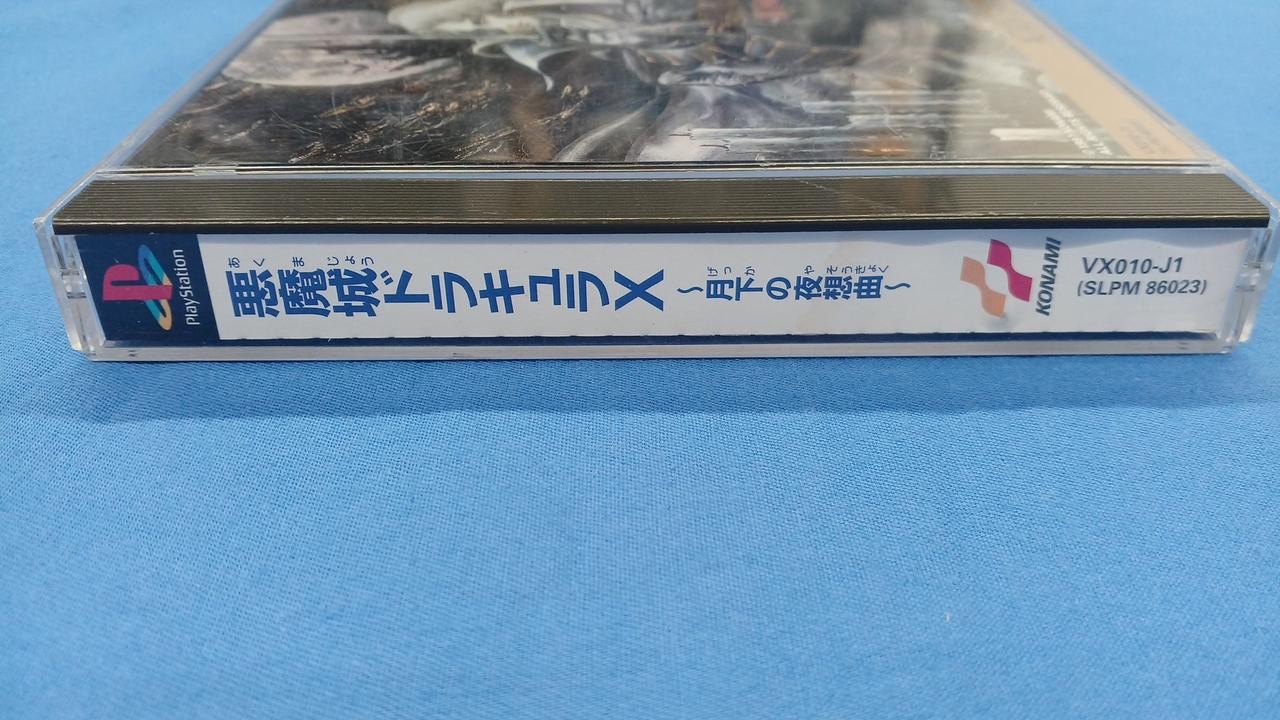 PlayStation
あくまじょう
悪魔城ドラキュラX
げっか やそうきょく
~月下の夜想曲~
KONAMI
VX010-J1
(SLPM 86023)